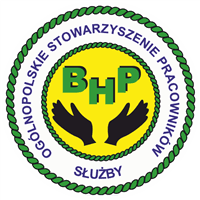 OGÓLNOPOLSKIE STOWARZYSZENIE PRACOWNIKÓW
BHP
SŁUŻBY